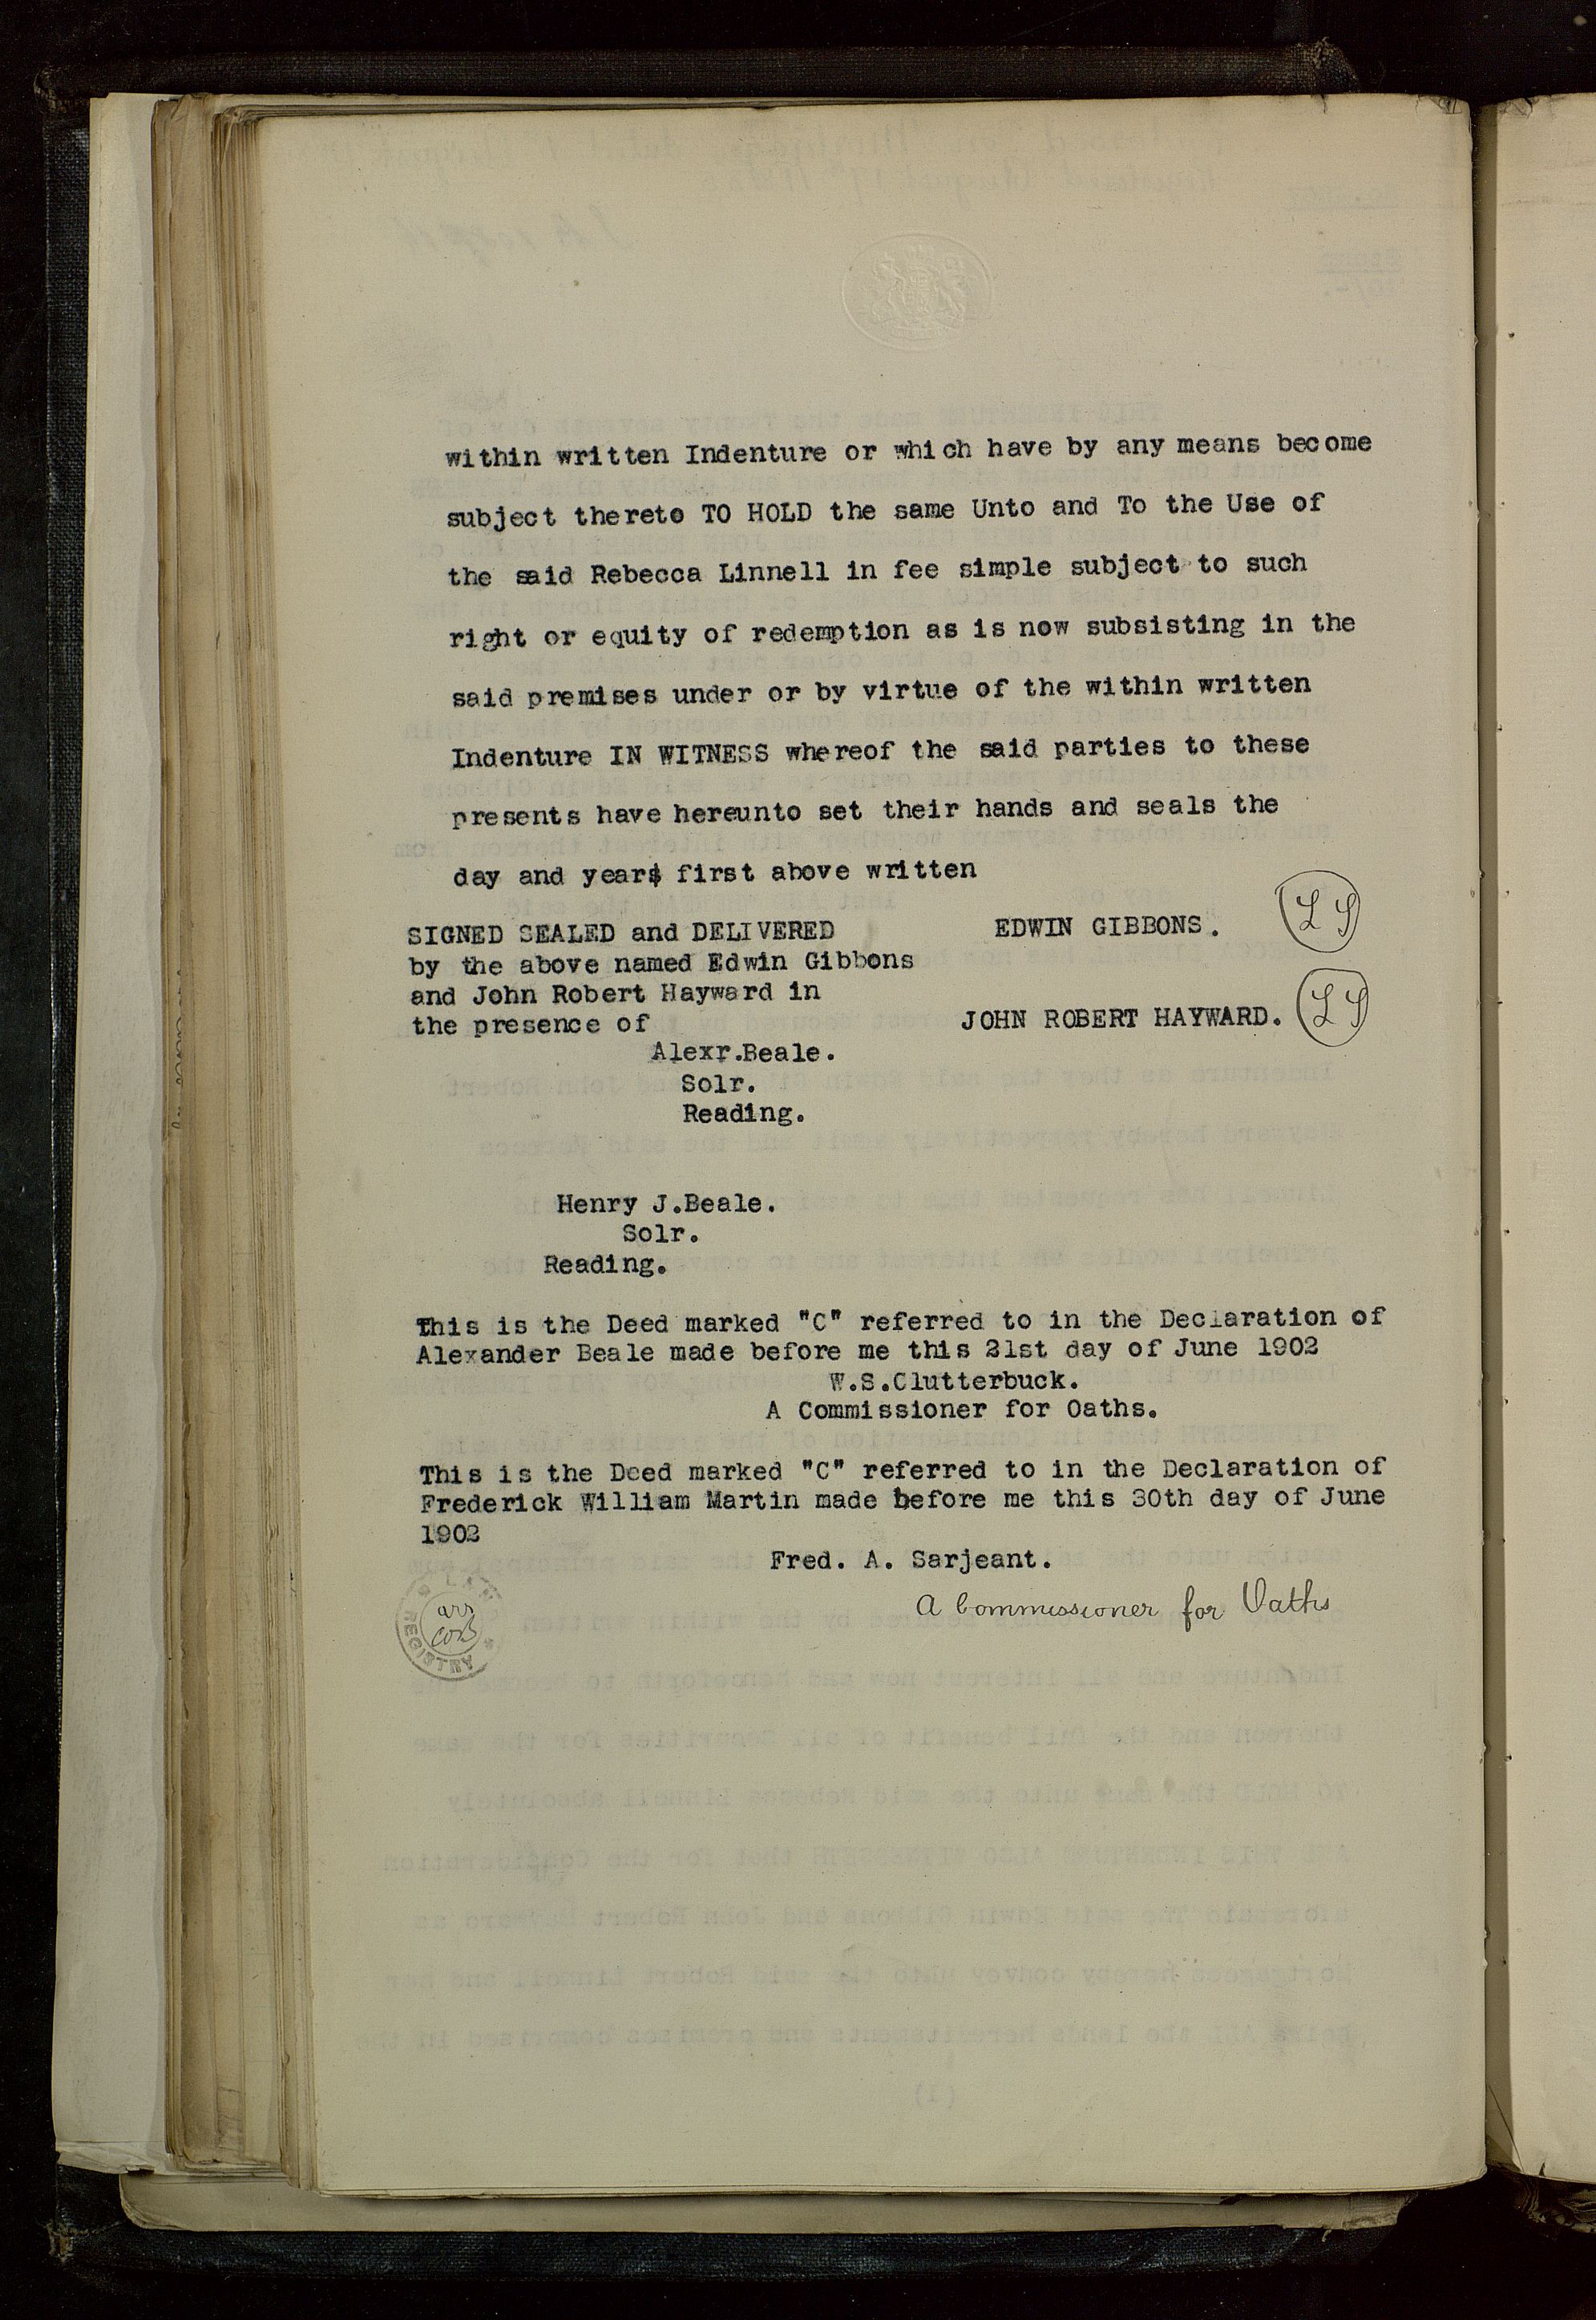 within written Indenture or which have by any means become
subject thereto TO HOLD the same Unto and To the Use of
the said Rebecca Linnell in fee simple subject to such
right or equity of redemption as is now subsisting in the
said premises under or by virtue of the within written
Indenture IN WITNESS whereof the said parties to these
presents have hereunto set their hands and seals the
day and year first above written
SIGNED SEALED and DELIVERED EDWIN GIBBONS. LS
by the above named Edwin Gibbons
and John Robert Hayward in
the presence of JOHN ROBERT HAYWARD. LS
Alexr.Beale.
Solr.
Reading.
Henry J.Beale.
Solr.
Reading.
This is the Deed marked "C" referred to in the Declaration of
Alexander Beale made before me this 21st day of June 1902
W.S.Clutterbuck.
A Commissioner for Oaths.
This is the Deed marked "C" referred to in the Declaration of
Frederick William Martin made before me this 30th day of June
1902
Fred. A. Sarjeant.
A Commissioner for Oaths
REGISTRY